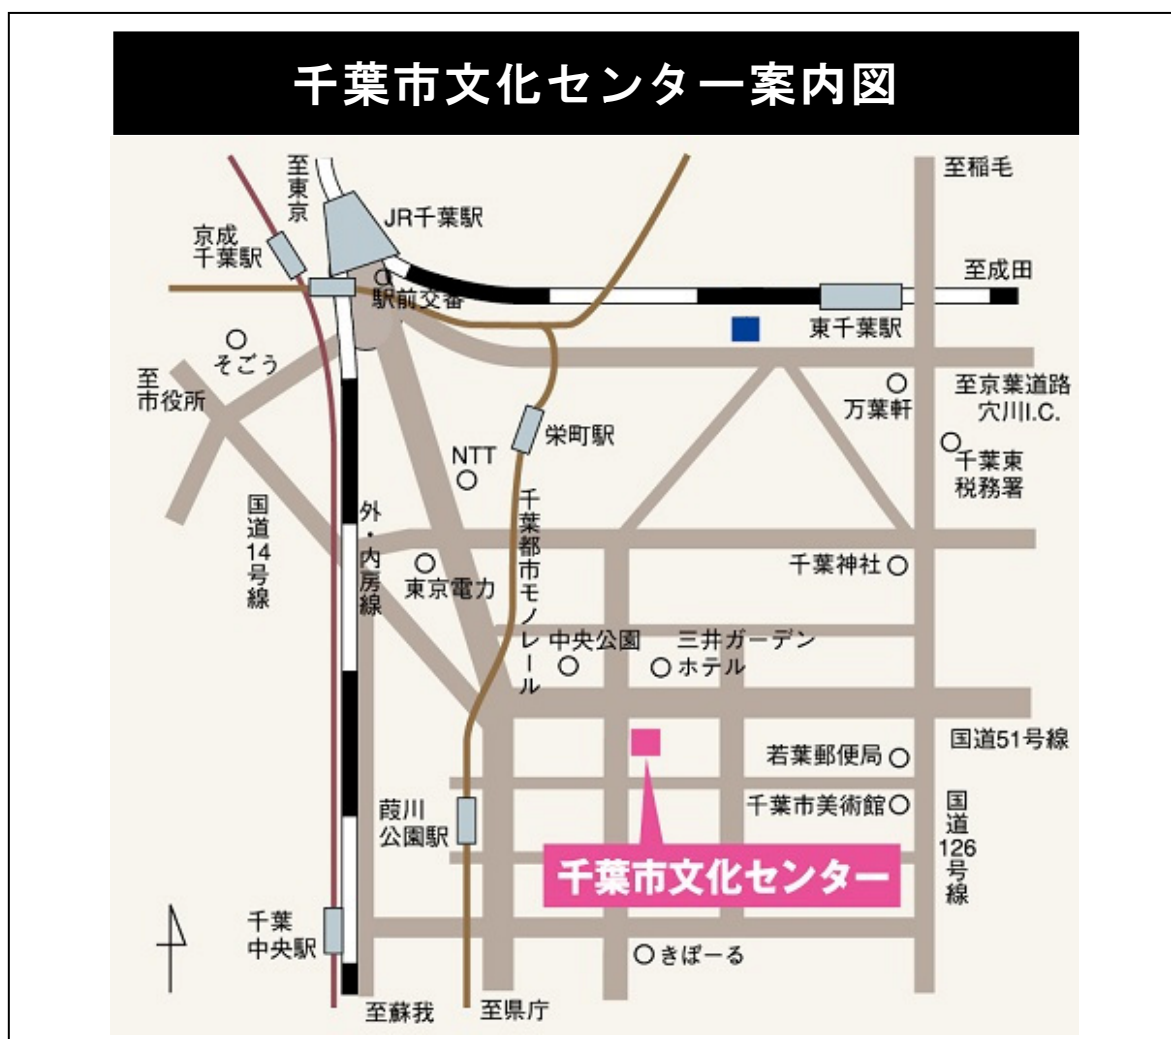 千葉市文化センター案内図
至東京
至稲毛
JR千葉駅
京成
千葉駅
至成田
駅前交番
東千葉駅
そごう
至
市役所
万葉軒
至京葉道路
穴川I.C.
栄町駅
NTT
千葉東
税務署
国道14号線
外・内房線
千葉都市モノレール
千葉神社
東京電力
中央公園
三井ガーデン
ホテル
国道51号線
若葉郵便局
葭川
公園駅
千葉市美術館
国道126号線
千葉市文化センター
千葉
中央駅
きぼーる
至蘇我
至県庁